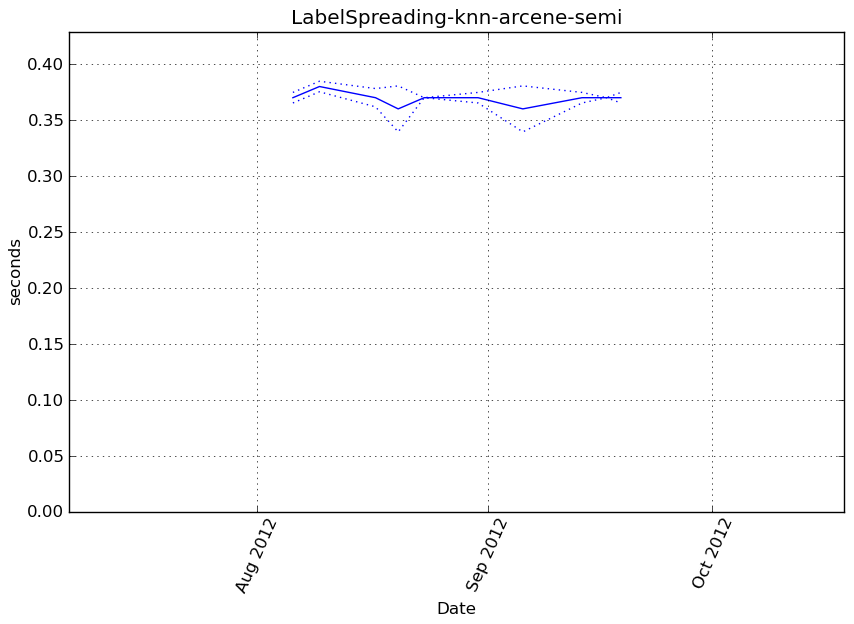 LabelSpreading-knn-arcene-semi
0.40
0.35
0.30
0.25
0.20
0.15
0.10
0.05
0.00
seconds
Aug 2012
Sep 2012
Oct 2012
Date